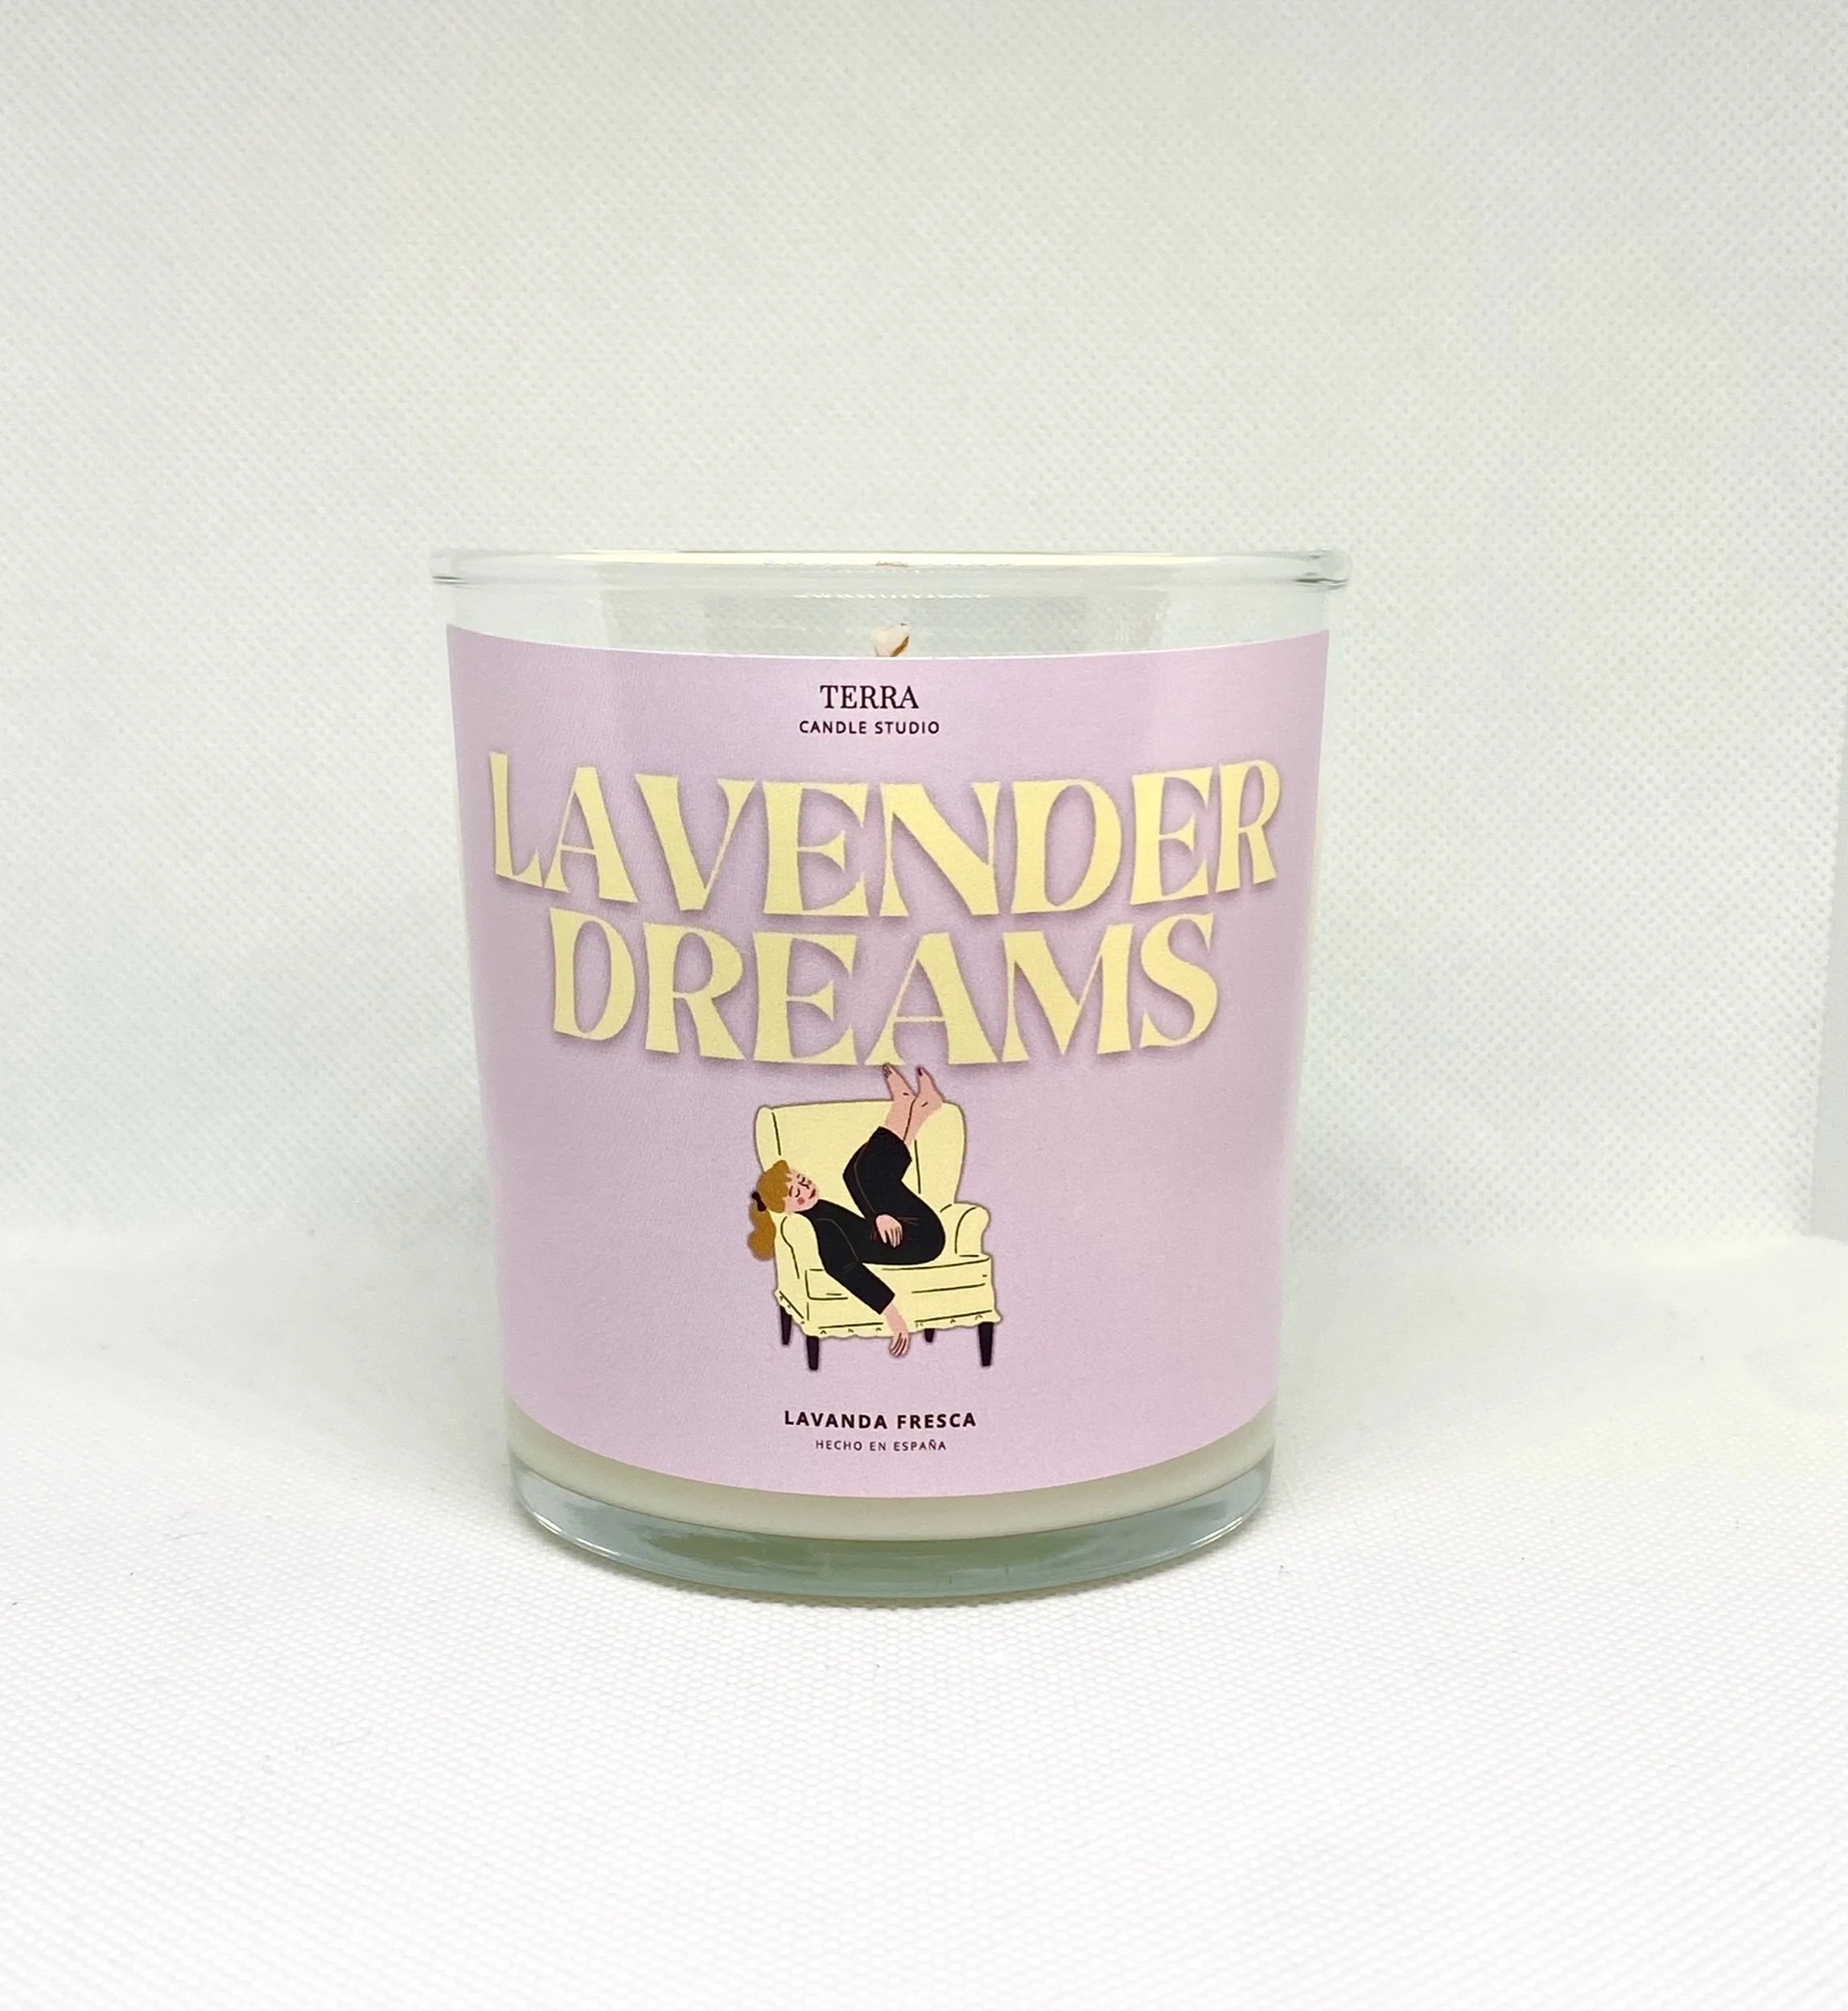 TERRA
CANDLE STUDIO
LAVENDER
DREAMS
LAVANDA FRESCA
HECHO EN ESPAÑA